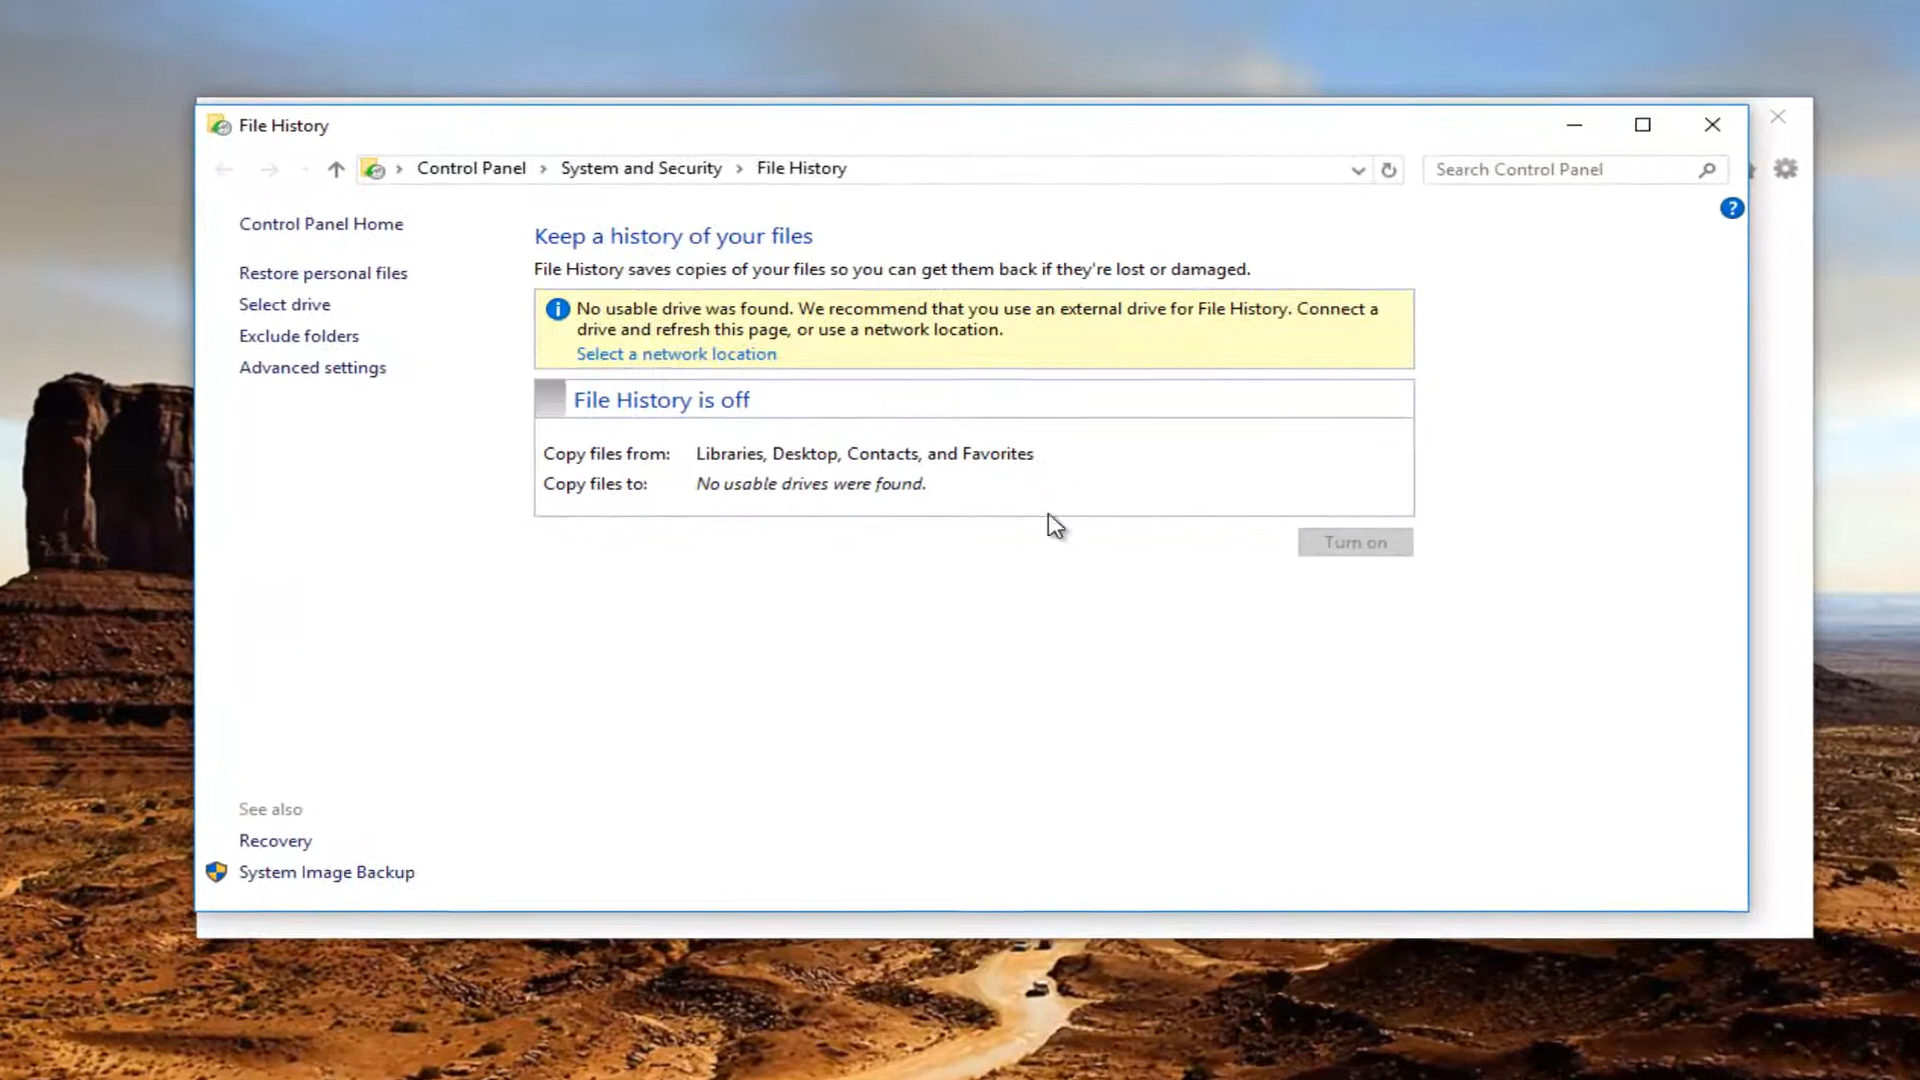 File History
Control Panel > System and Security > File History
Search Control Panel
?
Control Panel Home
Restore personal files
Select drive
Exclude folders
Advanced settings
Keep a history of your files
File History saves copies of your files so you can get them back if they're lost or damaged.
No usable drive was found. We recommend that you use an external drive for File History. Connect a
drive and refresh this page, or use a network location.
Select a network location
File History is off
Copy files from: Libraries, Desktop, Contacts, and Favorites
Copy files to: No usable drives were found.
Turn on
See also
Recovery
System Image Backup